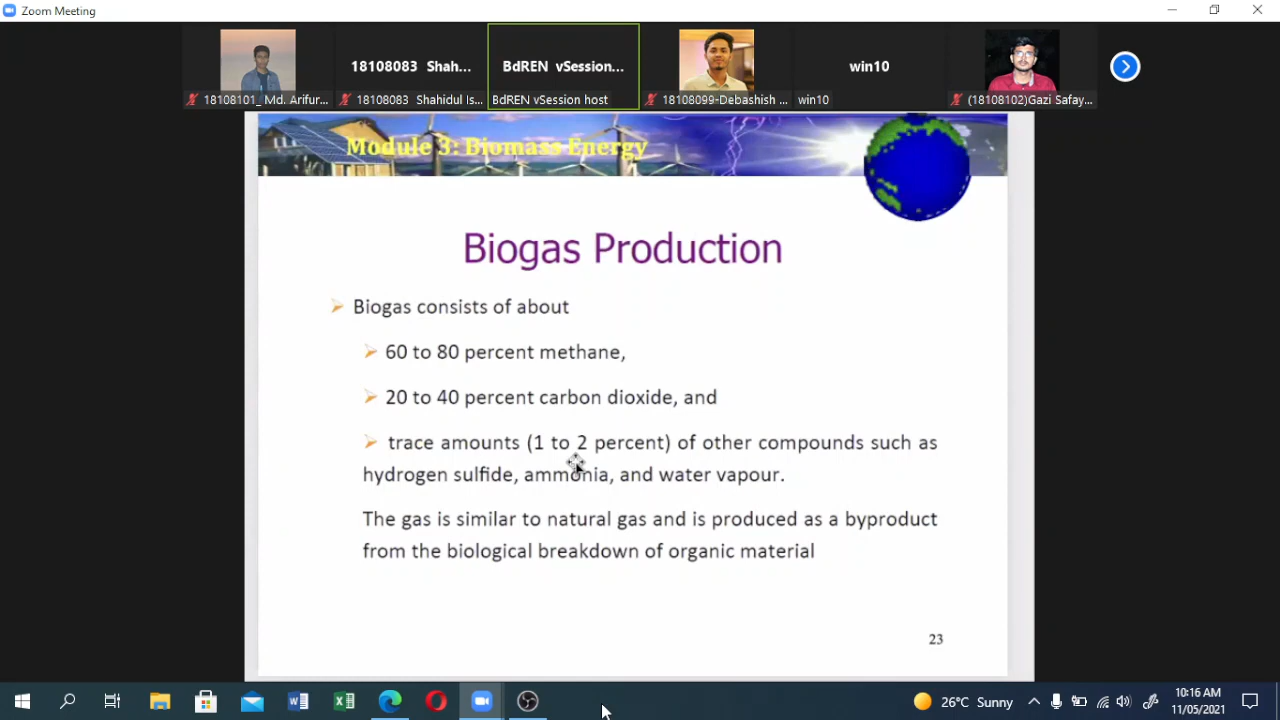 Zoom Meeting
18108083 Shah...
BdREN vSession...
win10
18108101_ Md. Arifur...
18108083 Shahidul Is...
BdREN vSession host
18108099-Debashish ...
win10
(18108102)Gazi Safay...
Module 3: Biomass Energy
Biogas Production
Biogas consists of about
60 to 80 percent methane,
20 to 40 percent carbon dioxide, and
trace amounts (1 to 2 percent) of other compounds such as
hydrogen sulfide, ammonia, and water vapour.
The gas is similar to natural gas and is produced as a byproduct
from the biological breakdown of organic material
23
26°C Sunny
10:16 AM
11/05/2021